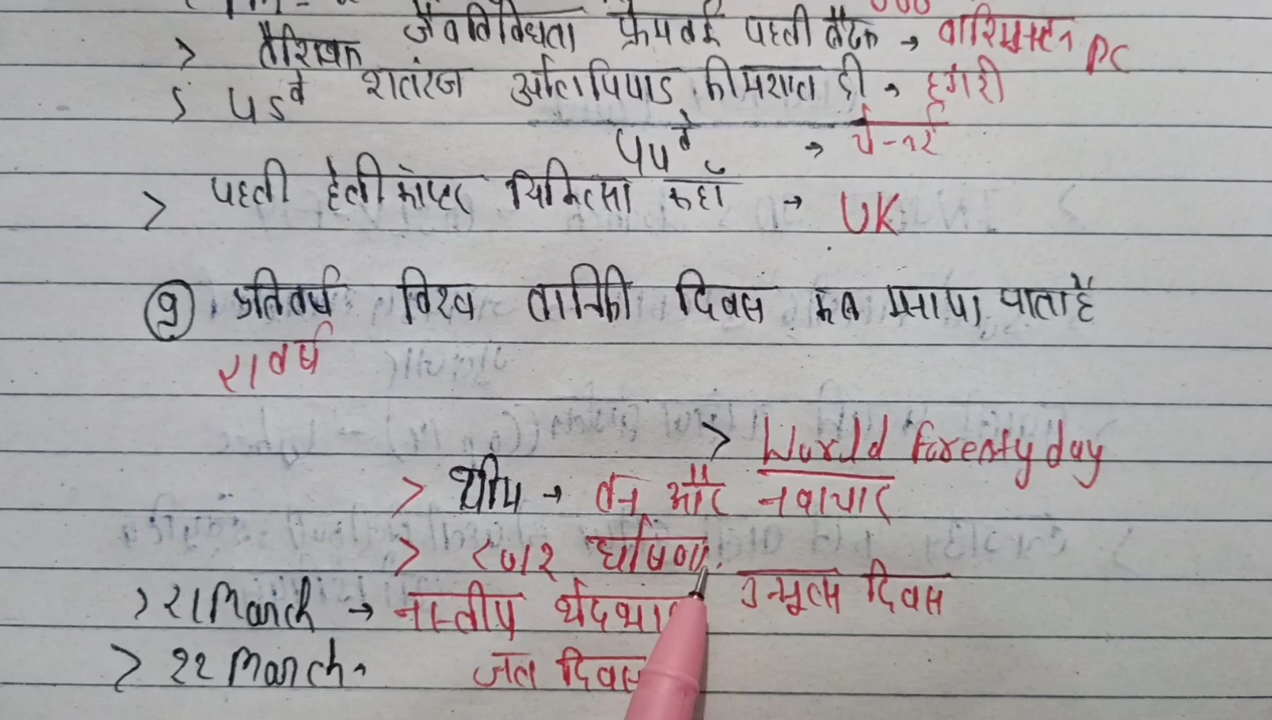 > वैश्विक जैवविविधता फ्रेमवर्क पहली बैठक → वाशिंगटन DC
> 45वें शतरंज ओलंपियाड की मशाल दी → हंगरी
44वें → चेन्नई
> पहली हेलीकॉप्टर चिकित्सा कहाँ → UK
⑨ प्रतिवर्ष विश्व वानिकी दिवस कब मनाया जाता है
21 मार्च
> World Forestry day
> थीम → वन और नवाचार
> 2012 घोषणा
> 21 March → नस्लीय भेदभाव उन्मूलन दिवस
> 22 March → जल दिवस